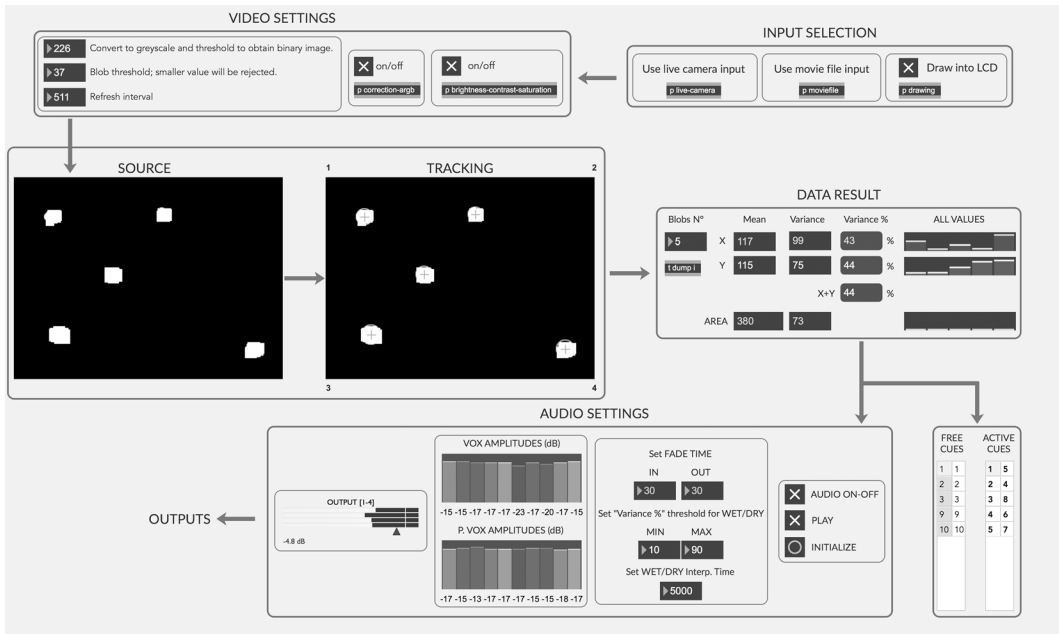 VIDEO SETTINGS
226 Convert to greyscale and threshold to obtain binary image.
37 Blob threshold; smaller value will be rejected.
511 Refresh interval
on/off
p correction-argb
on/off
p brightness-contrast-saturation
INPUT SELECTION
Use live camera input
p live-camera
Use movie file input
p moviefile
Draw into LCD
p drawing
SOURCE
1 TRACKING 2
3 4
DATA RESULT
Blobs N° Mean Variance Variance % ALL VALUES
5 X 117 99 43 %
t dump i Y 115 75 44 %
X+Y 44 %
AREA 380 73
AUDIO SETTINGS
OUTPUTS
OUTPUT [1-4]
-4.8 dB
VOX AMPLITUDES (dB)
-15 -15 -17 -17 -23 -17 -20 -17 -15
P. VOX AMPLITUDES (dB)
-17 -15 -13 -17 -17 -17 -15 -15 -18 -17
Set FADE TIME
IN OUT
30 30
Set "Variance %" threshold for WET/DRY
MIN MAX
10 90
Set WET/DRY Interp. Time
5000
AUDIO ON-OFF
PLAY
INITIALIZE
FREE CUES
1 1
2 2
3 3
9 9
10 10
ACTIVE CUES
1 5
2 4
3 8
4 6
5 7